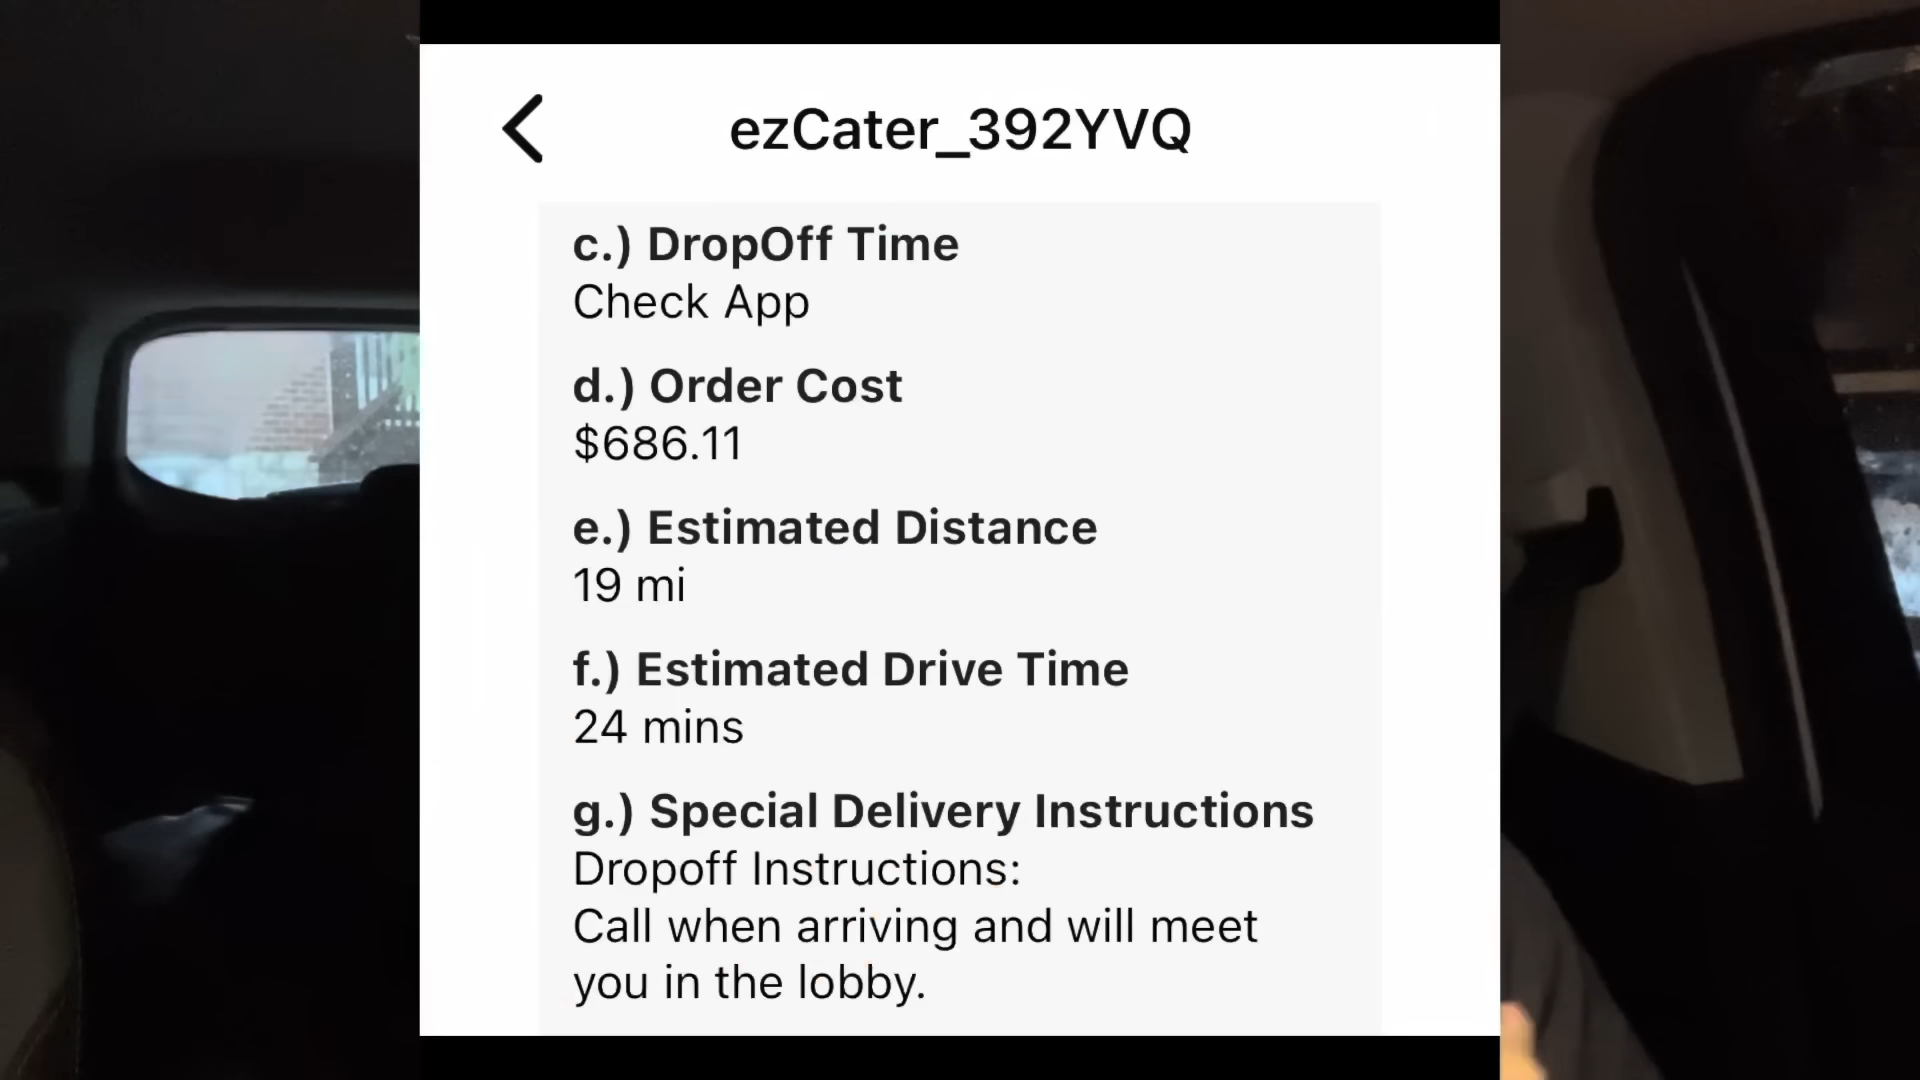 ezCater_392YVQ
c.) DropOff Time
Check App
d.) Order Cost
$686.11
e.) Estimated Distance
19 mi
f.) Estimated Drive Time
24 mins
g.) Special Delivery Instructions
Dropoff Instructions:
Call when arriving and will meet
you in the lobby.